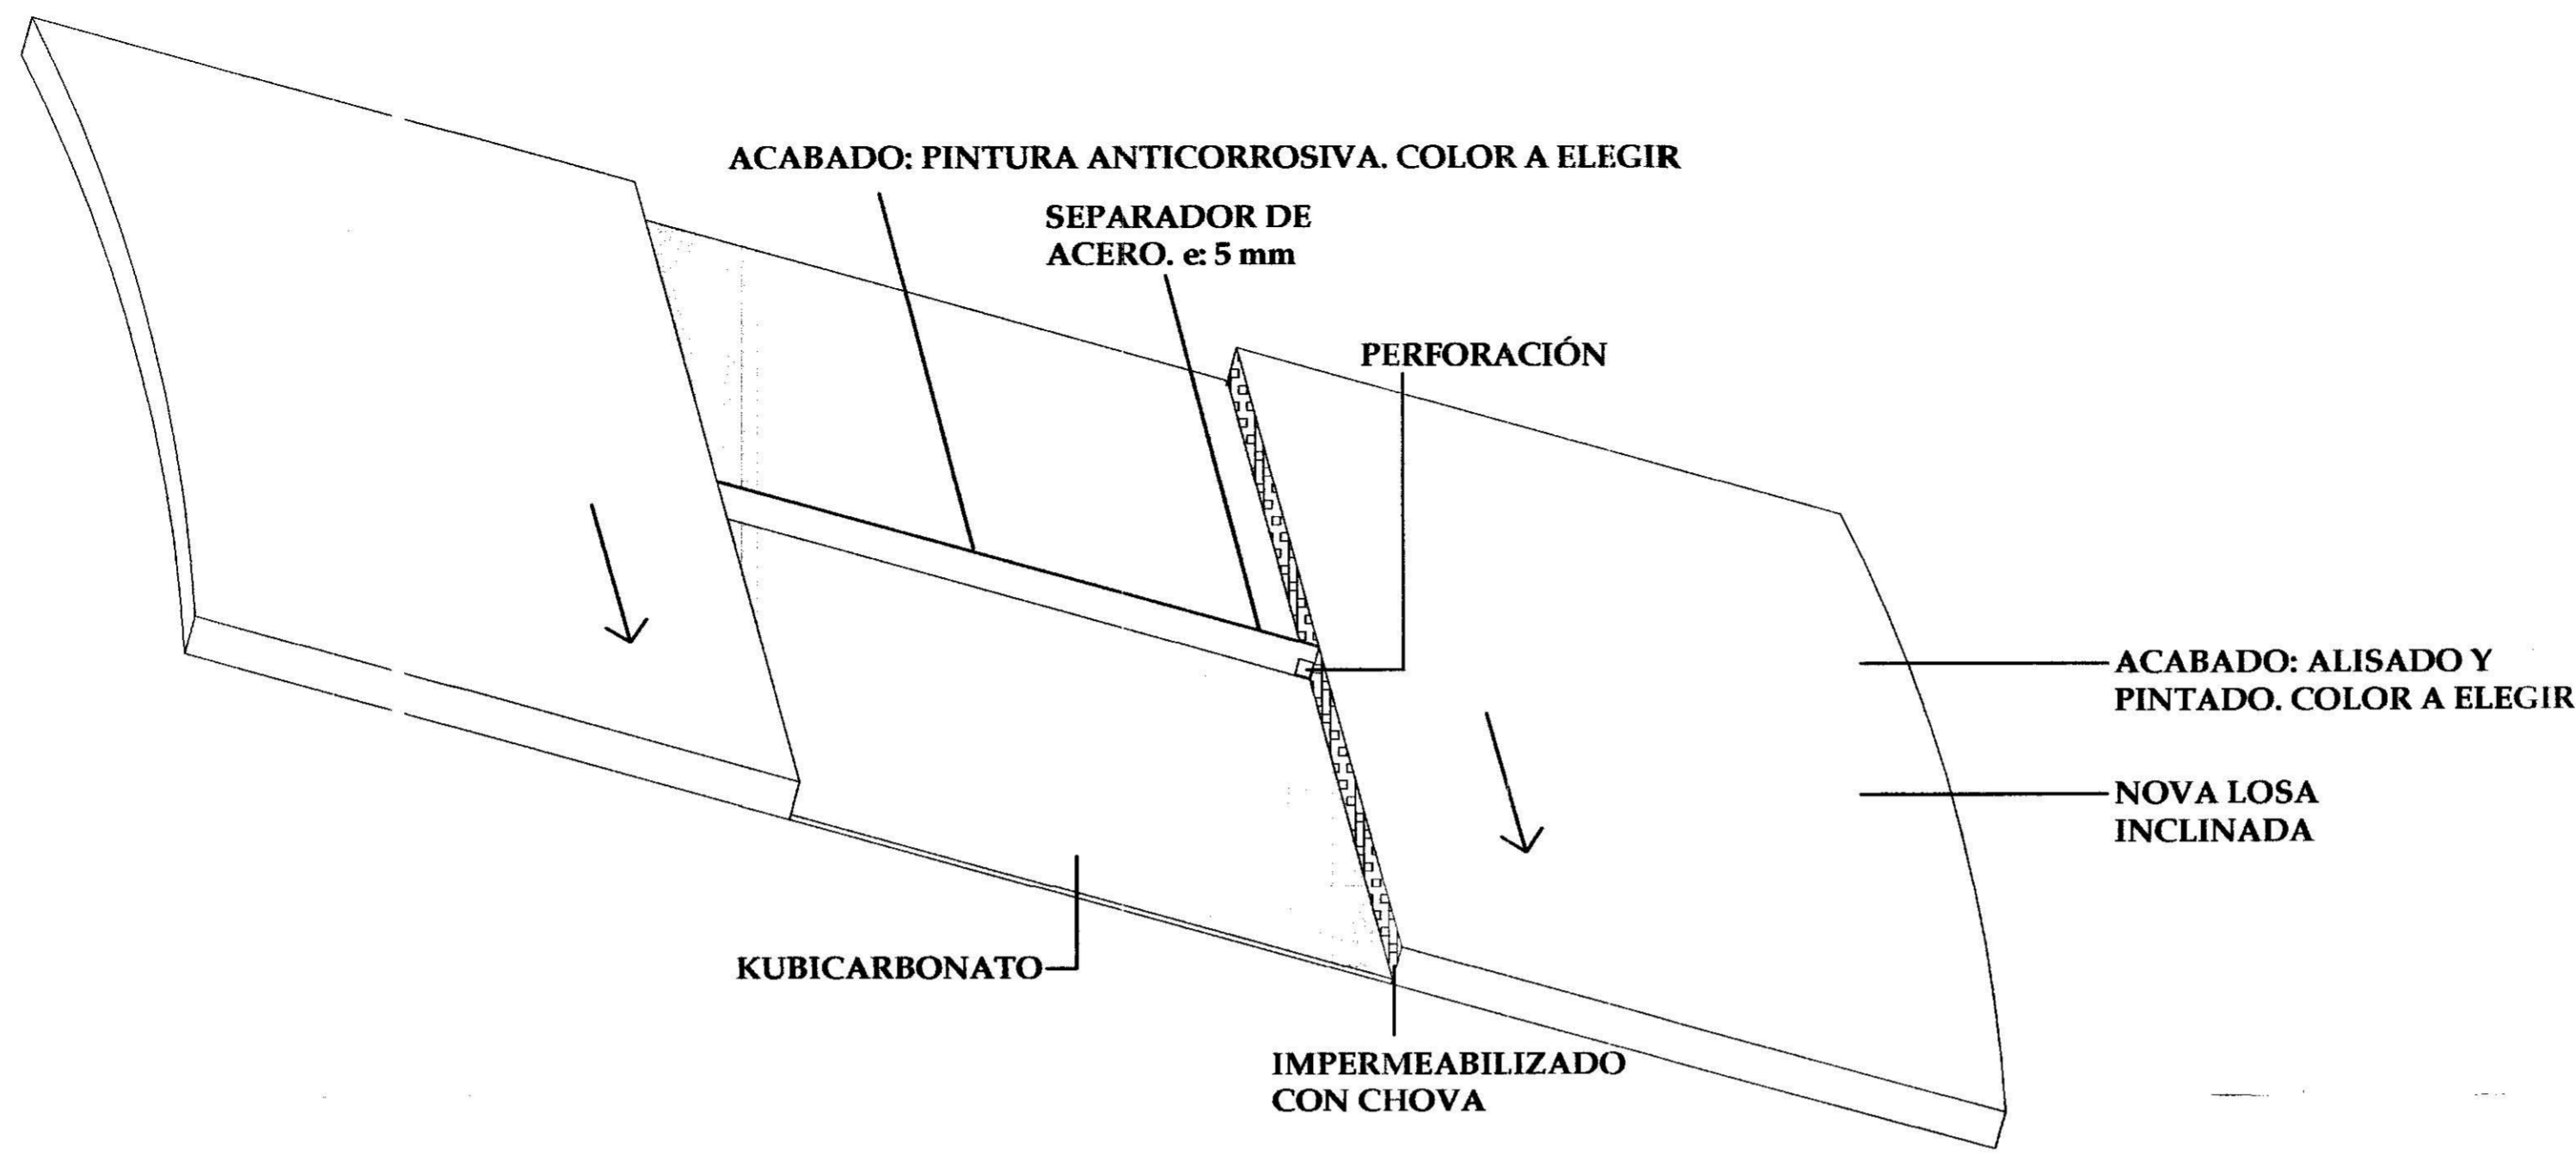 ACABADO: PINTURA ANTICORROSIVA. COLOR A ELEGIR
SEPARADOR DE
ACERO. e: 5 mm
PERFORACIÓN
ACABADO: ALISADO Y
PINTADO. COLOR A ELEGIR
NOVA LOSA
INCLINADA
KUBICARBONATO
IMPERMEABILIZADO
CON CHOVA